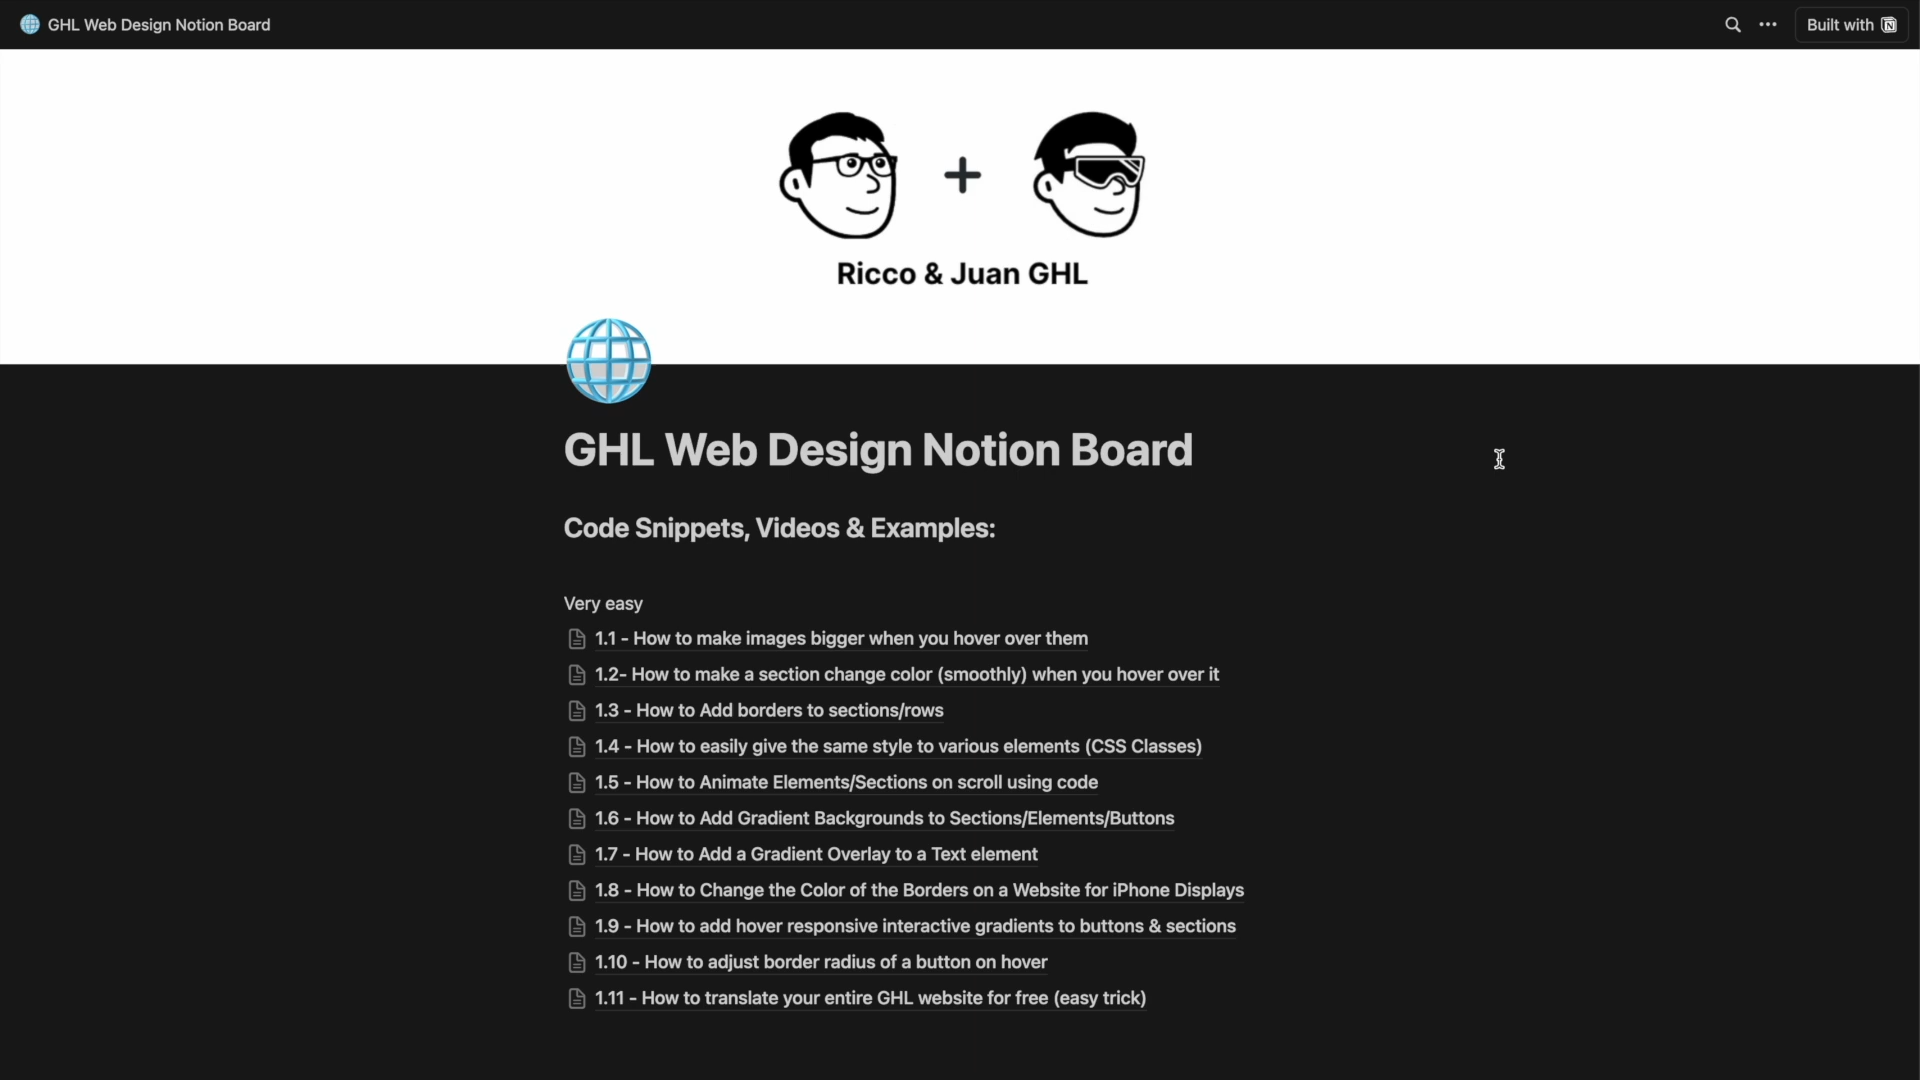 GHL Web Design Notion Board
Built with
Ricco & Juan GHL
GHL Web Design Notion Board
Code Snippets, Videos & Examples:
Very easy
1.1 - How to make images bigger when you hover over them
1.2- How to make a section change color (smoothly) when you hover over it
1.3 - How to Add borders to sections/rows
1.4 - How to easily give the same style to various elements (CSS Classes)
1.5 - How to Animate Elements/Sections on scroll using code
1.6 - How to Add Gradient Backgrounds to Sections/Elements/Buttons
1.7 - How to Add a Gradient Overlay to a Text element
1.8 - How to Change the Color of the Borders on a Website for iPhone Displays
1.9 - How to add hover responsive interactive gradients to buttons & sections
1.10 - How to adjust border radius of a button on hover
1.11 - How to translate your entire GHL website for free (easy trick)